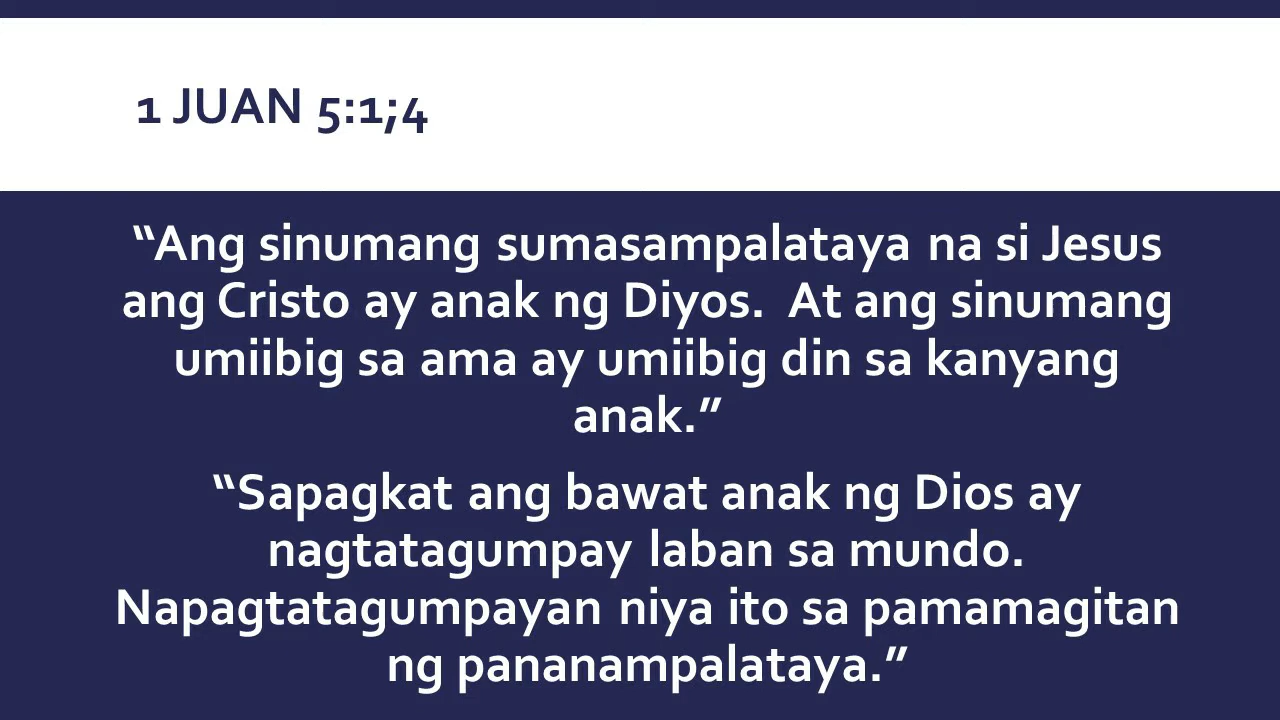 1 JUAN 5:1;4
“Ang sinumang sumasampalataya na si Jesus
ang Cristo ay anak ng Diyos.  At ang sinumang
umiibig sa ama ay umiibig din sa kanyang
anak.”
“Sapagkat ang bawat anak ng Dios ay
nagtatagumpay laban sa mundo.
Napagtatagumpayan niya ito sa pamamagitan
ng pananampalataya.”